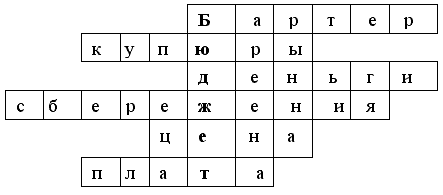 Бартер
купюры
деньги
сбережения
цена
плата